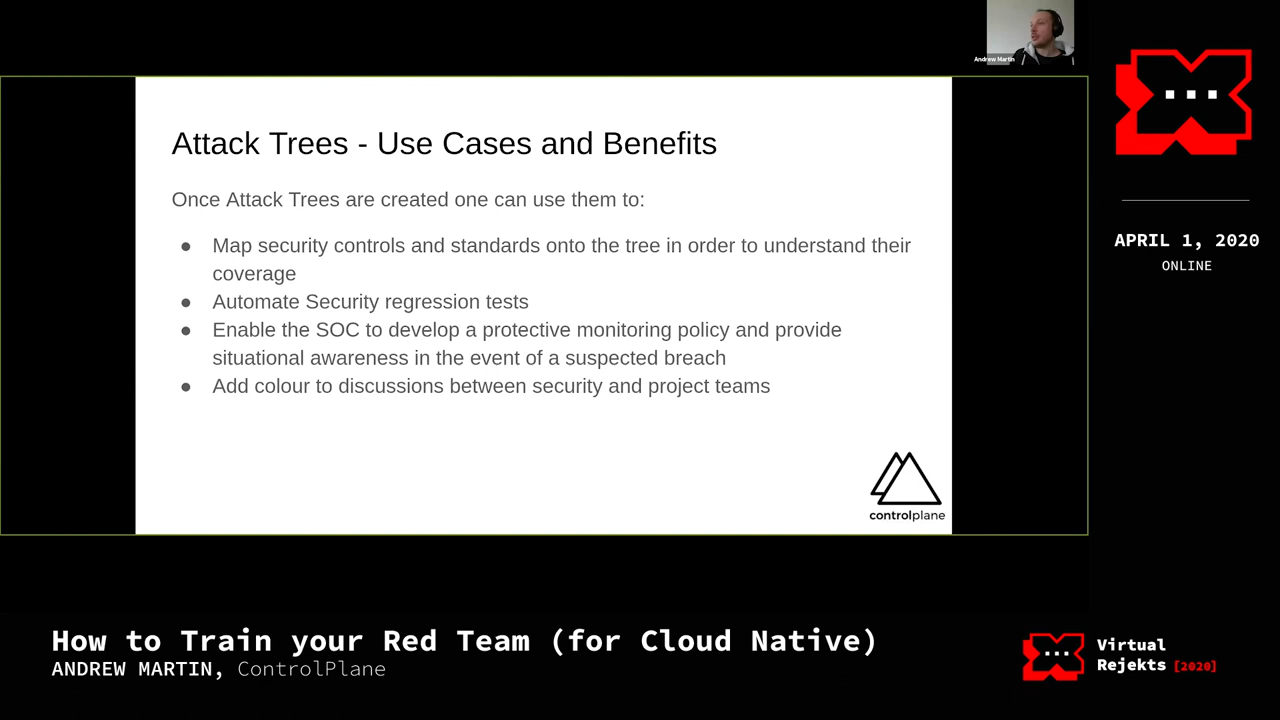 Andrew Martin
Attack Trees - Use Cases and Benefits
Once Attack Trees are created one can use them to:
● Map security controls and standards onto the tree in order to understand their
coverage
● Automate Security regression tests
● Enable the SOC to develop a protective monitoring policy and provide
situational awareness in the event of a suspected breach
● Add colour to discussions between security and project teams
controlplane
APRIL 1, 2020
ONLINE
How to Train your Red Team (for Cloud Native)
ANDREW MARTIN, ControlPlane
Virtual
Rejekts [2020]